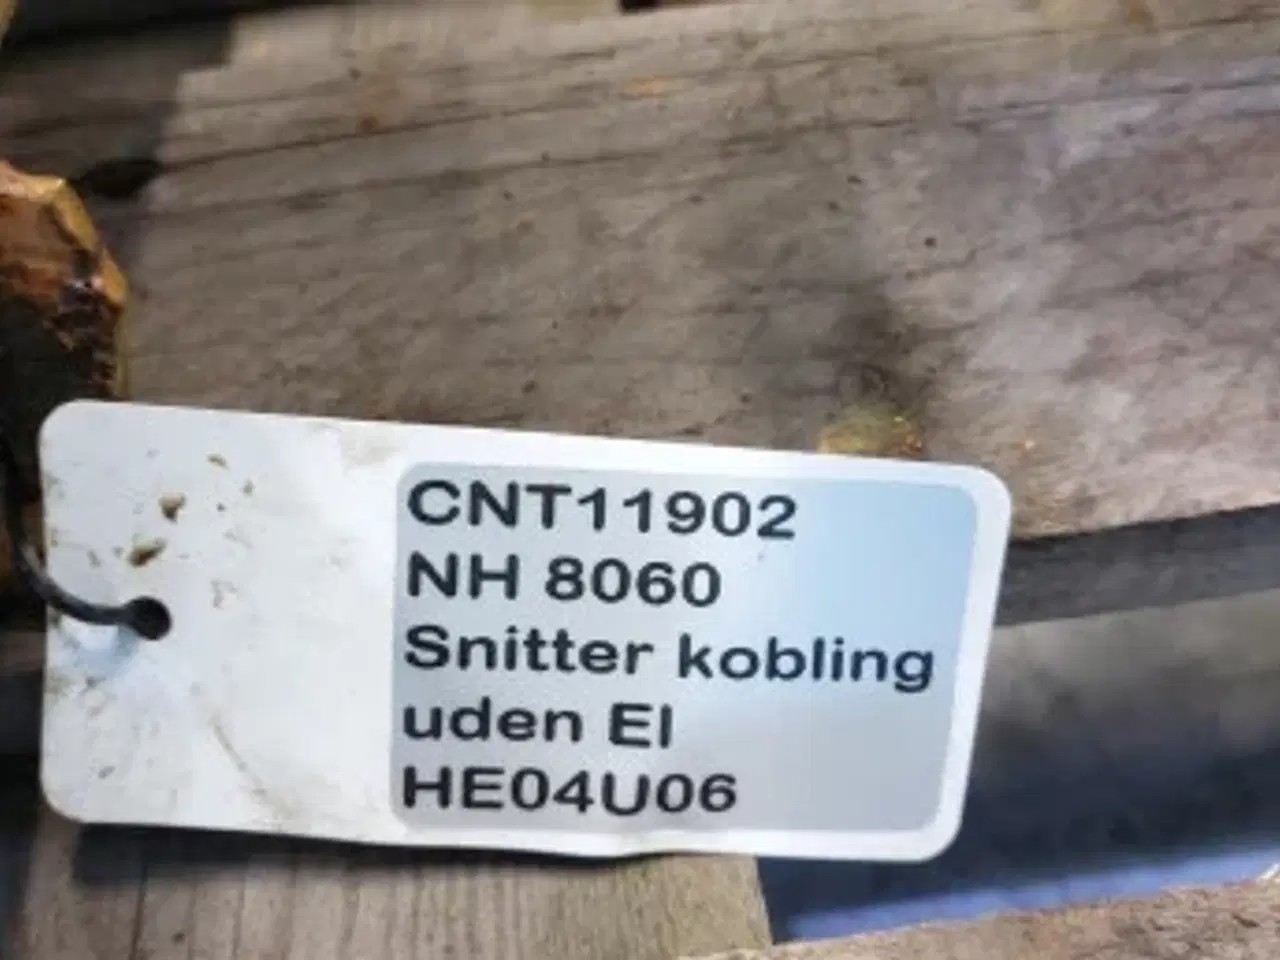 CNT11902
NH 8060
Snitter kobling
uden El
HE04U06